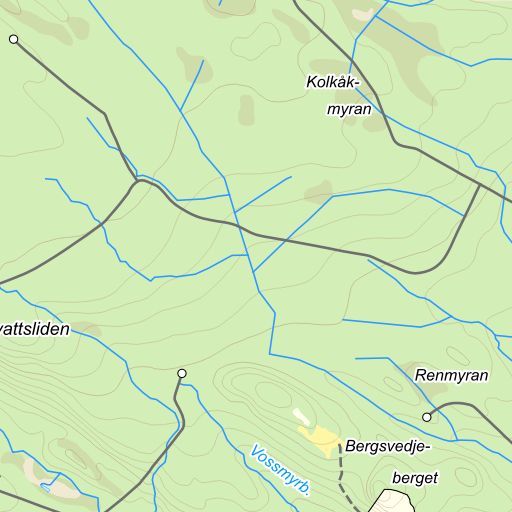 Kolkåk-
myran
vattsliden
Renmyran
Bergsvedje-
berget
Vossmyrb.